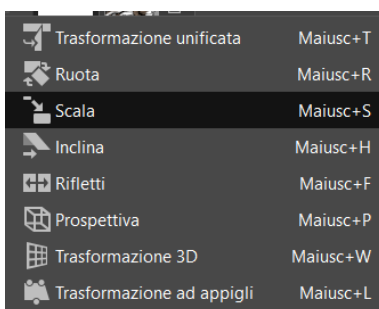 Trasformazione unificata Maiusc+T
Ruota Maiusc+R
Scala Maiusc+S
Inclina Maiusc+H
Rifletti Maiusc+F
Prospettiva Maiusc+P
Trasformazione 3D Maiusc+W
Trasformazione ad appigli Maiusc+L